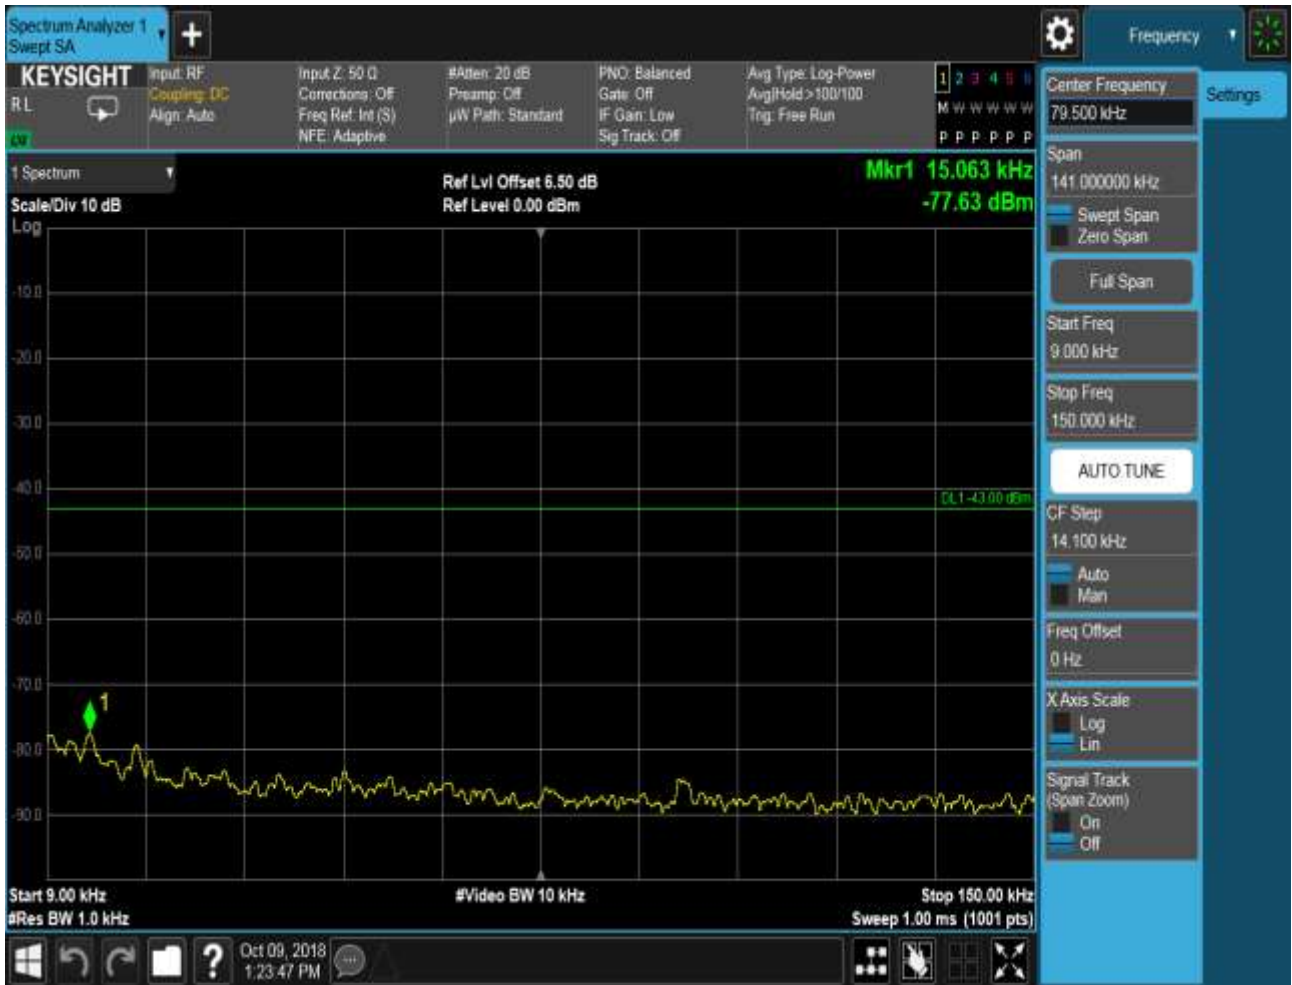 Spectrum Analyzer 1
Swept SA
+
Frequency
KEYSIGHT
R L
Input: RF
Coupling: DC
Align: Auto
Input Z: 50 Ω
Corrections: Off
Freq Ref: Int (S)
NFE: Adaptive
#Atten: 20 dB
Preamp: Off
µW Path: Standard
PNO: Balanced
Gate: Off
IF Gain: Low
Sig Track: Off
Avg Type: Log-Power
Avg|Hold:>100/100
Trig: Free Run
1 2 3 4 5 6
M W W W W W
P P P P P P
1 Spectrum
Scale/Div 10 dB
Log
Ref Lvl Offset 6.50 dB
Ref Level 0.00 dBm
Mkr1 15.063 kHz
-77.63 dBm
-10.0
-20.0
-30.0
-40.0
DL1 -43.00 dBm
-50.0
-60.0
-70.0
1
-80.0
-90.0
Start 9.00 kHz
#Res BW 1.0 kHz
#Video BW 10 kHz
Stop 150.00 kHz
Sweep 1.00 ms (1001 pts)
Center Frequency
79.500 kHz
Settings
Span
141.000000 kHz
Swept Span
Zero Span
Full Span
Start Freq
9.000 kHz
Stop Freq
150.000 kHz
AUTO TUNE
CF Step
14.100 kHz
Auto
Man
Freq Offset
0 Hz
X Axis Scale
Log
Lin
Signal Track
(Span Zoom)
On
Off
?
Oct 09, 2018
1:23:47 PM